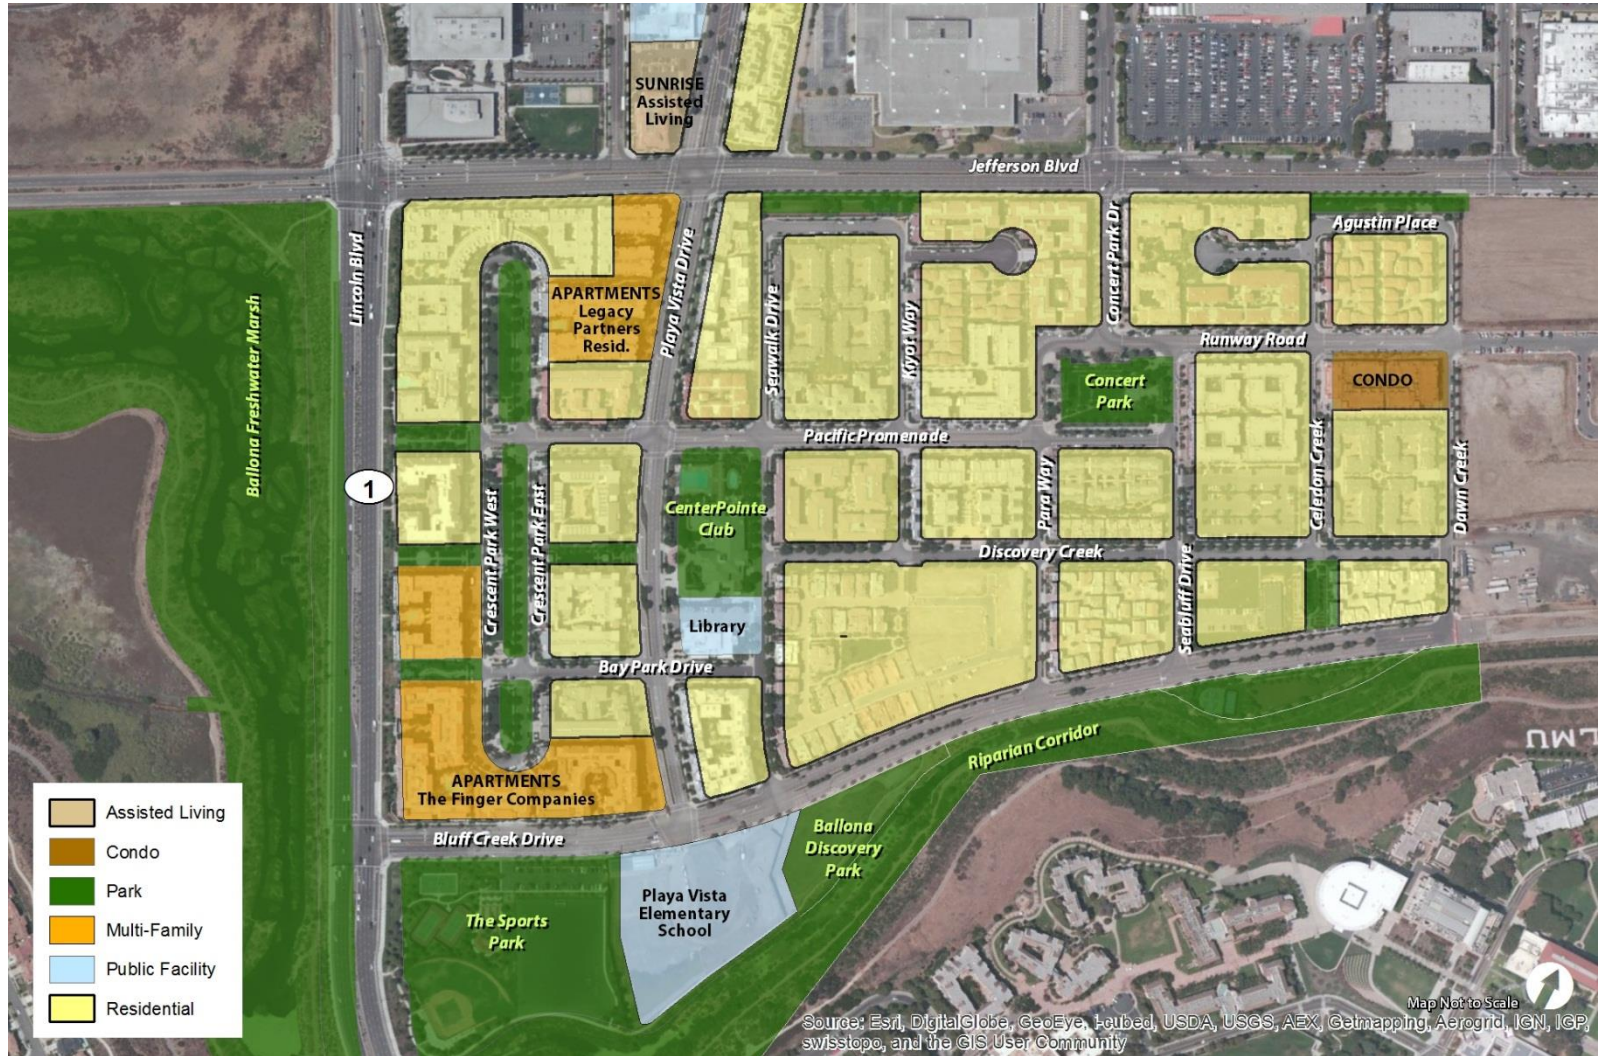 SUNRISE
Assisted
Living
Jefferson Blvd
Agustin Place
Lincoln Blvd
Ballona Freshwater Marsh
APARTMENTS
Legacy
Partners
Resid.
Playa Vista Drive
Seawalk Drive
Kiyot Way
Concert Park Dr
Runway Road
Concert
Park
CONDO
Pacific Promenade
1
Crescent Park West
Crescent Park East
CenterPointe
Club
Para Way
Celedon Creek
Dawn Creek
Discovery Creek
Seabluff Drive
Library
Bay Park Drive
Riparian Corridor
LMU
APARTMENTS
The Finger Companies
Bluff Creek Drive
Ballona
Discovery
Park
Playa Vista
Elementary
School
The Sports
Park
Assisted Living
Condo
Park
Multi-Family
Public Facility
Residential
Map Not to Scale
Source: Esri, DigitalGlobe, GeoEye, i-cubed, USDA, USGS, AEX, Getmapping, Aerogrid, IGN, IGP,
swisstopo, and the GIS User Community